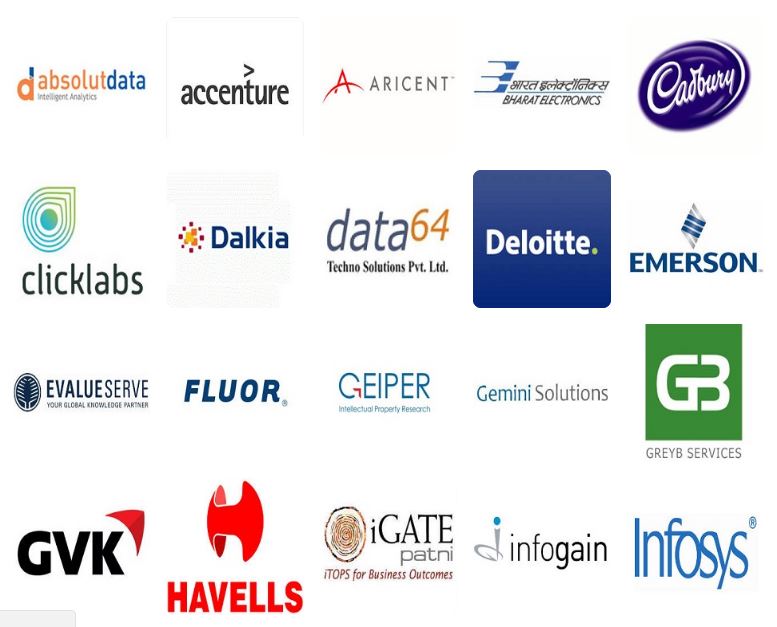 absolutdata
Intelligent Analytics
accenture
ARICENT
भारत इलेक्ट्रॉनिक्स
BHARAT ELECTRONICS
Cadbury
clicklabs
Dalkia
data64
Techno Solutions Pvt. Ltd.
Deloitte.
EMERSON
EVALUESERVE
YOUR GLOBAL KNOWLEDGE PARTNER
FLUOR®
GEIPER
Intellectual Property Research
Gemini Solutions
GB
GREYB SERVICES
GVK
HAVELLS
iGATE
patni
iTOPS for Business Outcomes
infogain
Infosys®